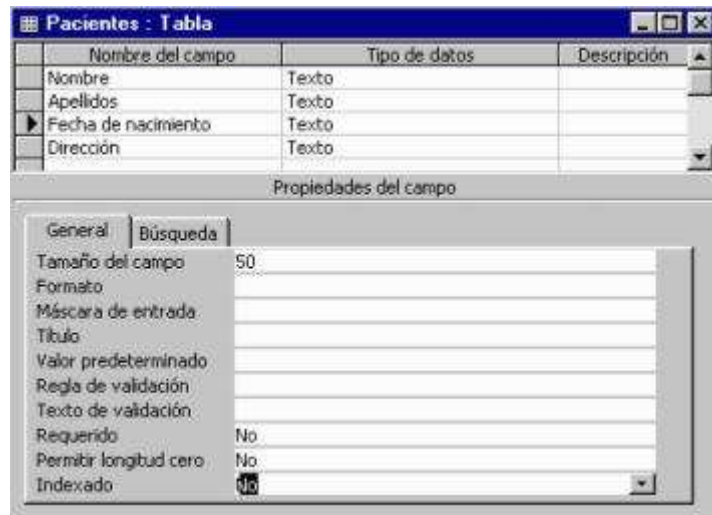 Pacientes : Tabla
Nombre del campo Tipo de datos Descripción
Nombre Texto
Apellidos Texto
Fecha de nacimiento Texto
Dirección Texto
Propiedades del campo
General Búsqueda
Tamaño del campo 50
Formato
Máscara de entrada
Título
Valor predeterminado
Regla de validación
Texto de validación
Requerido No
Permitir longitud cero No
Indexado No